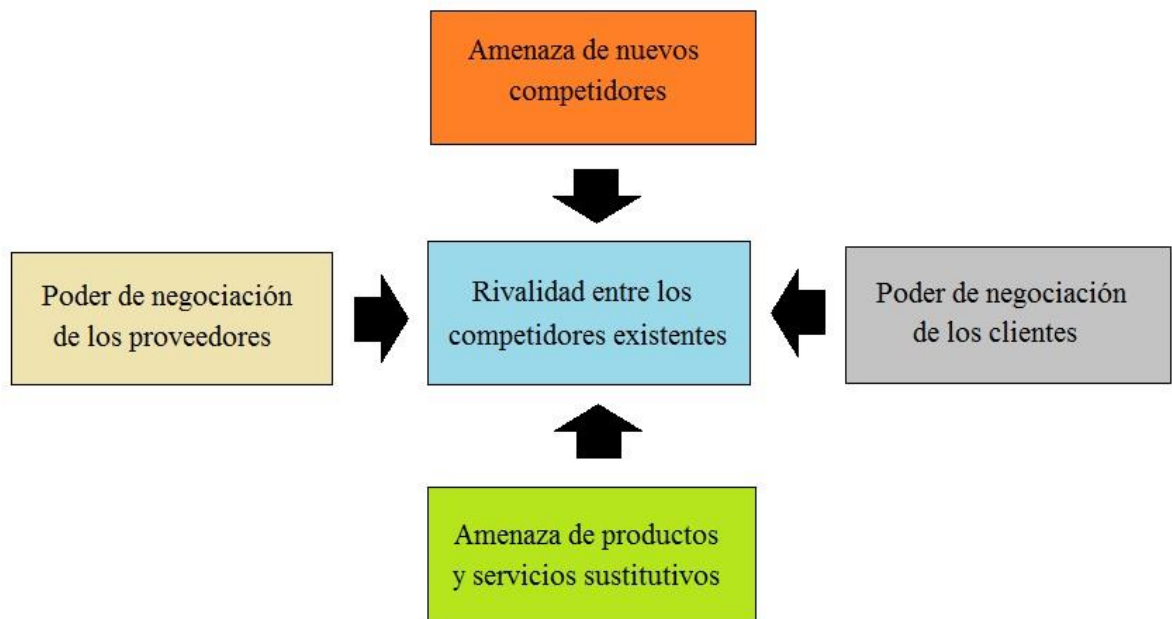 Amenaza de nuevos
competidores
Poder de negociación
de los proveedores
Rivalidad entre los
competidores existentes
Poder de negociación
de los clientes
Amenaza de productos
y servicios sustitutivos